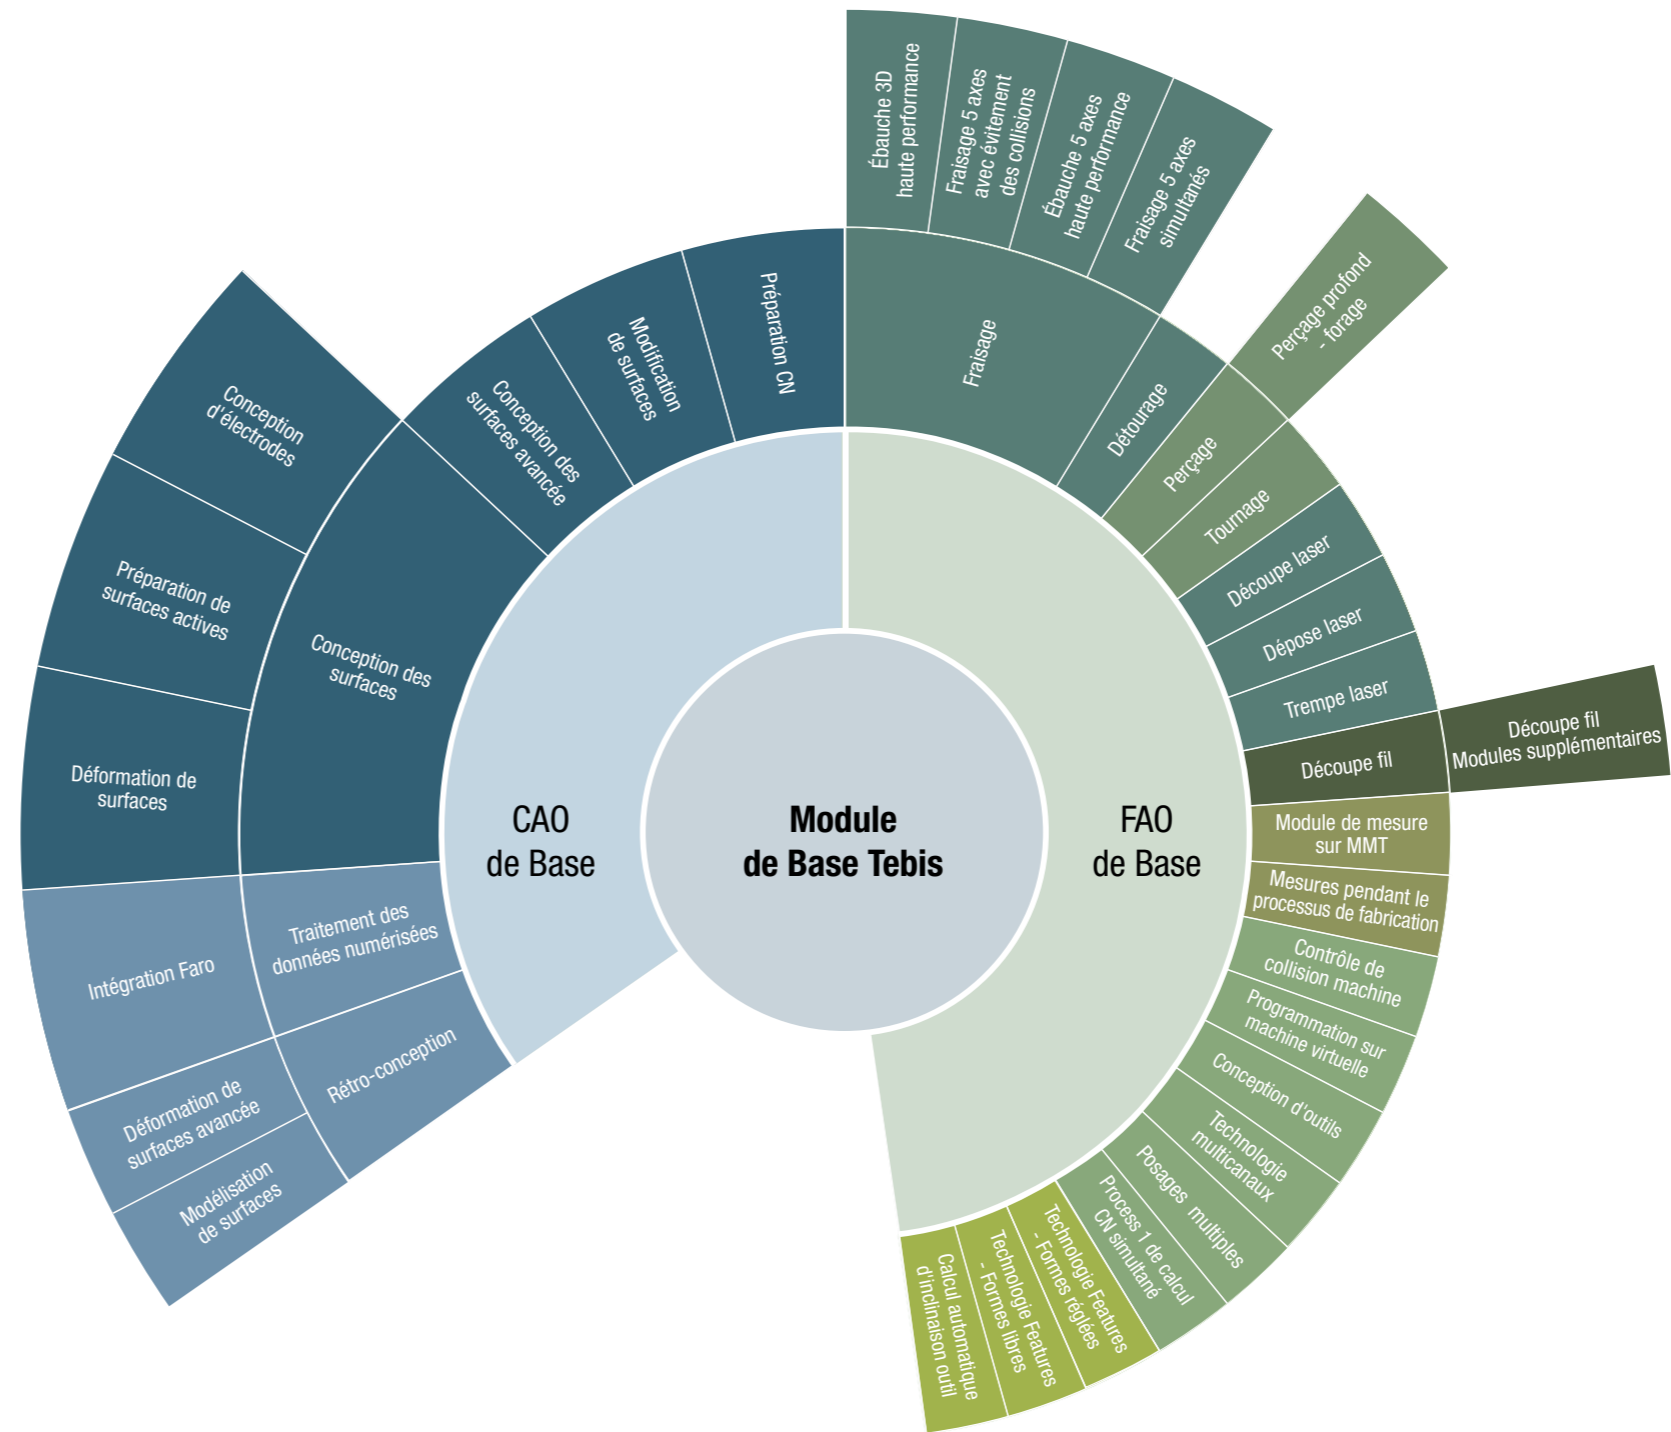 Module
de Base Tebis
CAO
de Base
FAO
de Base
Préparation CN
Modification
de surfaces
Conception des
surfaces avancée
Conception des
surfaces
Conception
d'électrodes
Préparation de
surfaces actives
Déformation de
surfaces
Traitement des
données numérisées
Intégration Faro
Rétro-conception
Déformation de
surfaces avancée
Modélisation
de surfaces
Fraisage
Ébauche 3D
haute performance
Fraisage 5 axes
avec évitement
des collisions
Ébauche 5 axes
haute performance
Fraisage 5 axes
simultanés
Détourage
Perçage
Perçage profond
- forage
Tournage
Découpe laser
Dépose laser
Trempe laser
Découpe fil
Découpe fil
Modules supplémentaires
Module de mesure
sur MMT
Mesures pendant le
processus de fabrication
Contrôle de
collision machine
Programmation sur
machine virtuelle
Conception d'outils
Technologie
multicanaux
Posages multiples
Process 1 de calcul
CN simultané
Technologie Features
- Formes réglées
Technologie Features
- Formes libres
Calcul automatique
d'inclinaison outil